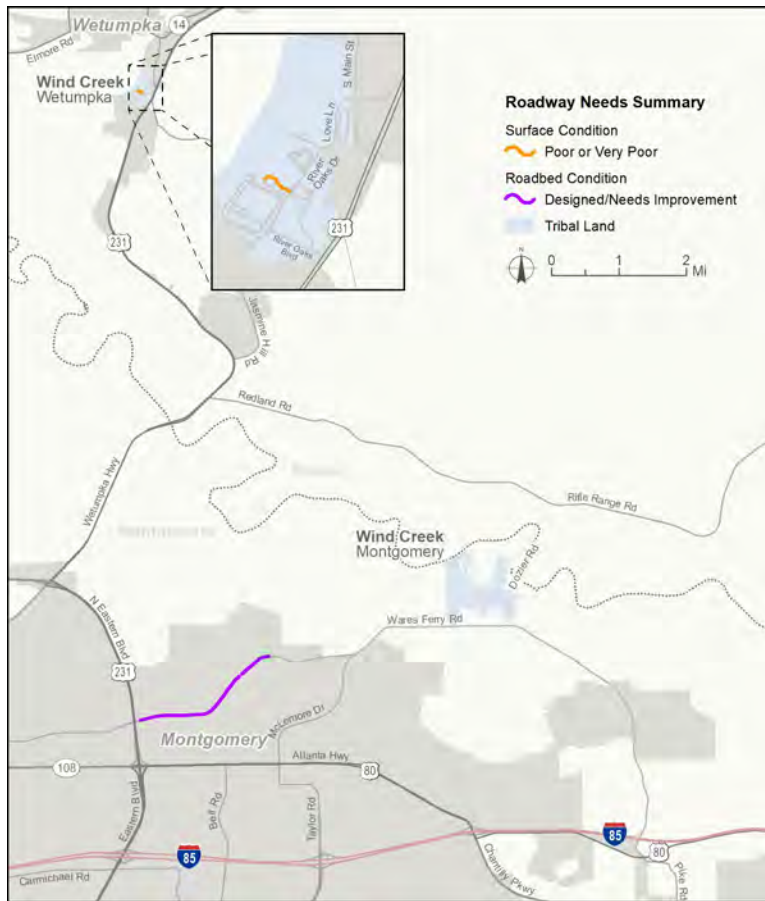 Wetumpka
14
Elmore Rd
Wind Creek
Wetumpka
S Main St
Love Ln
River
Oaks Dr
231
River Oaks
Blvd
Roadway Needs Summary
Surface Condition
Poor or Very Poor
Roadbed Condition
Designed/Needs Improvement
Tribal Land
N
0 1 2
Mi
231
Jasmine Hill
Rd
Redland Rd
Wetumpka Hwy
Rifle Range Rd
Wind Creek
Montgomery
Dozier Rd
N Eastern Blvd
Wares Ferry Rd
231
McLemore Dr
Montgomery
108
Atlanta Hwy
80
Eastern Blvd
Bell Rd
Taylor Rd
85
85
80
Carmichael Rd
Chantilly Pkwy
Pike Rd